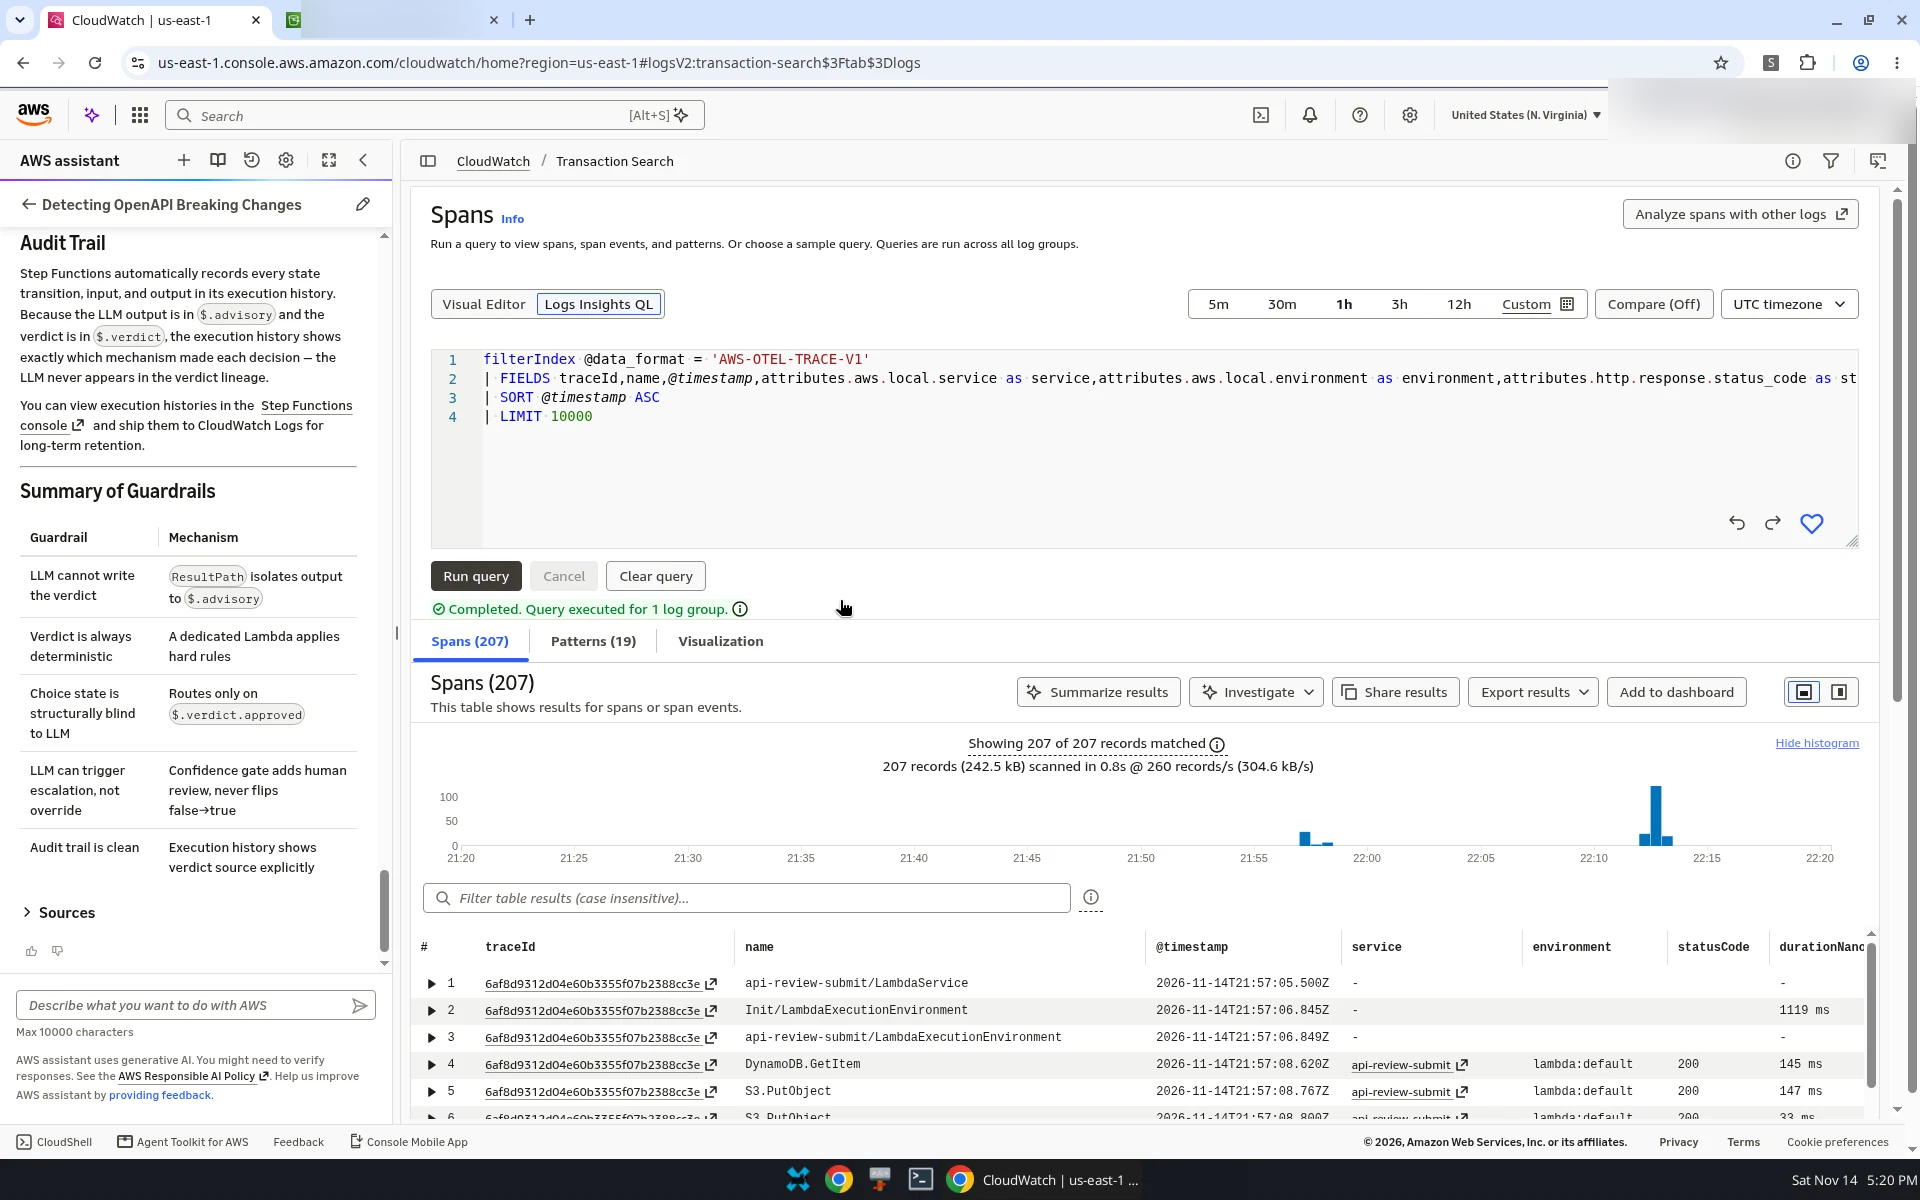 CloudWatch | us-east-1
us-east-1.console.aws.amazon.com/cloudwatch/home?region=us-east-1#logsV2:transaction-search$3Ftab$3Dlogs
S
aws
Search
[Alt+S]
United States (N. Virginia)
AWS assistant
Detecting OpenAPI Breaking Changes
Audit Trail
Step Functions automatically records every state
transition, input, and output in its execution history.
Because the LLM output is in $.advisory and the
verdict is in $.verdict, the execution history shows
exactly which mechanism made each decision — the
LLM never appears in the verdict lineage.
You can view execution histories in the Step Functions
console and ship them to CloudWatch Logs for
long-term retention.
Summary of Guardrails
Guardrail Mechanism
LLM cannot write ResultPath isolates output
the verdict to $.advisory
Verdict is always A dedicated Lambda applies
deterministic hard rules
Choice state is Routes only on
structurally blind $.verdict.approved
to LLM
LLM can trigger Confidence gate adds human
escalation, not review, never flips
override false→true
Audit trail is clean Execution history shows
verdict source explicitly
Sources
Describe what you want to do with AWS
Max 10000 characters
AWS assistant uses generative AI. You might need to verify
responses. See the AWS Responsible AI Policy. Help us improve
AWS assistant by providing feedback.
CloudWatch / Transaction Search
Spans Info
Analyze spans with other logs
Run a query to view spans, span events, and patterns. Or choose a sample query. Queries are run across all log groups.
Visual Editor Logs Insights QL
5m 30m 1h 3h 12h Custom Compare (Off) UTC timezone
1 filterIndex @data_format = 'AWS-OTEL-TRACE-V1'
2 | FIELDS traceId,name,@timestamp,attributes.aws.local.service as service,attributes.aws.local.environment as environment,attributes.http.response.status_code as st
3 | SORT @timestamp ASC
4 | LIMIT 10000
Run query Cancel Clear query
Completed. Query executed for 1 log group.
Spans (207) Patterns (19) Visualization
Spans (207)
This table shows results for spans or span events.
Summarize results Investigate Share results Export results Add to dashboard
Showing 207 of 207 records matched
Hide histogram
207 records (242.5 kB) scanned in 0.8s @ 260 records/s (304.6 kB/s)
100
50
0
21:20 21:25 21:30 21:35 21:40 21:45 21:50 21:55 22:00 22:05 22:10 22:15 22:20
Filter table results (case insensitive)...
# traceId name @timestamp service environment statusCode durationNano
1 6af8d9312d04e60b3355f07b2388cc3e api-review-submit/LambdaService 2026-11-14T21:57:05.500Z - -
2 6af8d9312d04e60b3355f07b2388cc3e Init/LambdaExecutionEnvironment 2026-11-14T21:57:06.845Z - 1119 ms
3 6af8d9312d04e60b3355f07b2388cc3e api-review-submit/LambdaExecutionEnvironment 2026-11-14T21:57:06.849Z - -
4 6af8d9312d04e60b3355f07b2388cc3e DynamoDB.GetItem 2026-11-14T21:57:08.620Z api-review-submit lambda:default 200 145 ms
5 6af8d9312d04e60b3355f07b2388cc3e S3.PutObject 2026-11-14T21:57:08.767Z api-review-submit lambda:default 200 147 ms
6 6af8d9312d04e60b3355f07b2388cc3e S3.PutObject 2026-11-14T21:57:08.800Z api-review-submit lambda:default 200 33 ms
CloudShell Agent Toolkit for AWS Feedback Console Mobile App
© 2026, Amazon Web Services, Inc. or its affiliates. Privacy Terms Cookie preferences
CloudWatch | us-east-1 ...
Sat Nov 14 5:20 PM